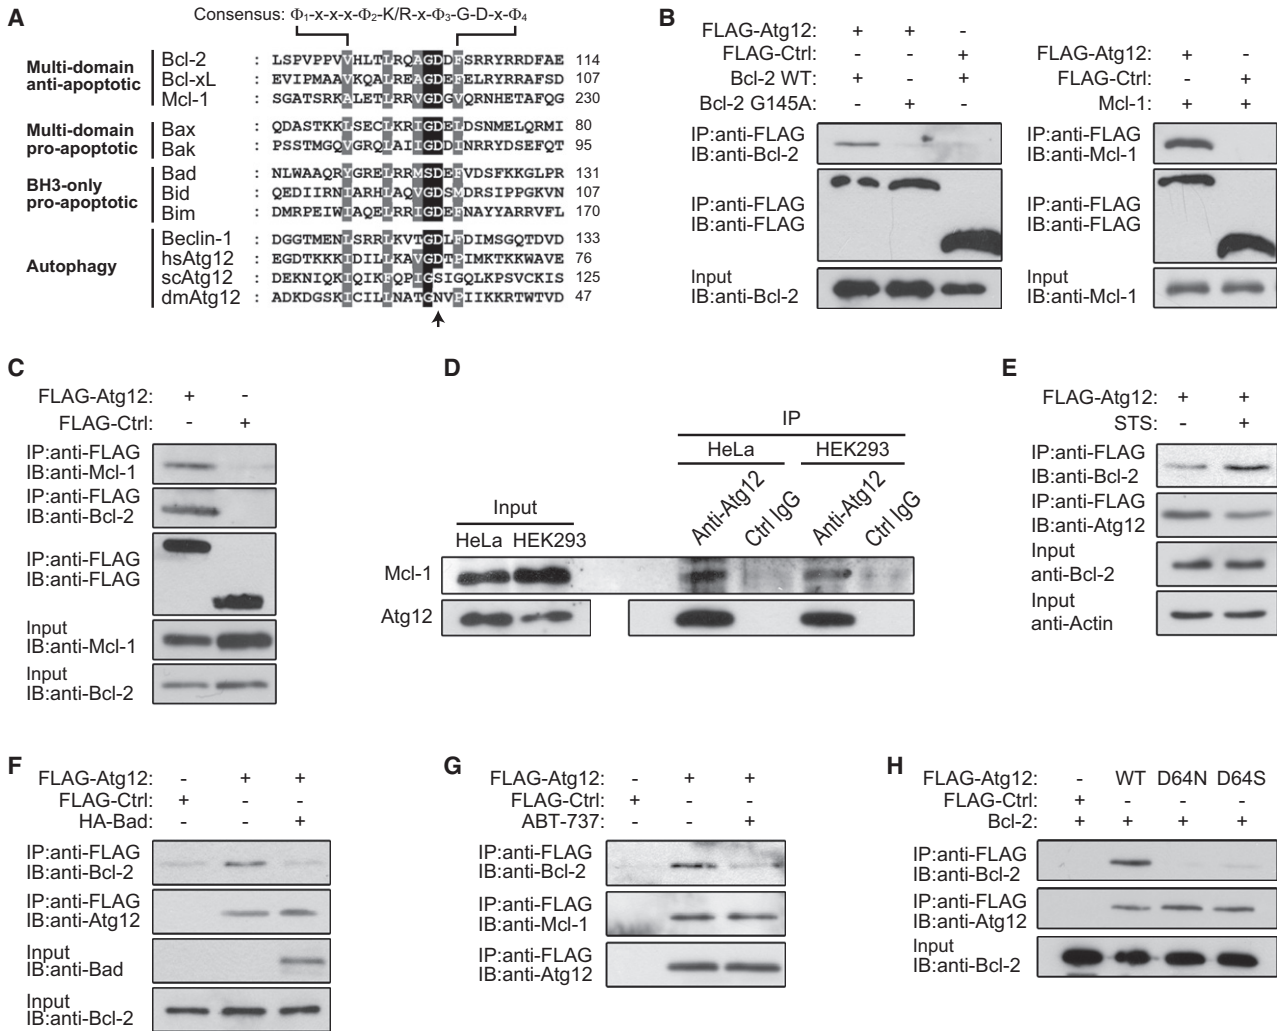 A
Consensus: Φ1-x-x-x-Φ2-K/R-x-Φ3-G-D-x-Φ4
Multi-domain
anti-apoptotic
Bcl-2 : LSPVPPVVHLTLRQAGDDFSRRYRRDFAE 114
Bcl-xL : EVIPMAAVKQALREAGDEFELRYRRAFSD 107
Mcl-1 : SGATSRKALETLRRVGDGVQRNHETAFQG 230
Multi-domain
pro-apoptotic
Bax : QDASTKKLSECLKRIGDELDSNMELQRMI 80
Bak : PSSTMGQVGRQLAIIGDDINRRYDSEFQT 95
BH3-only
pro-apoptotic
Bad : NLWAAQRYGRELRRMSDEFVDSFKKGLPR 131
Bid : QEDIIRNIARHLAQVGDSMDRSIPPGKVN 107
Bim : DMRPEIWIAQELRRIGDEFNAYYARRVFL 170
Autophagy
Beclin-1 : DGGTMENLSRRLKVTGDLFDIMSGQTDVD 133
hsAtg12 : EGDTKKKIDILLKAVGDTPIMKTKKWAVE 76
scAtg12 : DEKNIQKIQIKFQPIGSIGQLKPSVCKIS 125
dmAtg12 : ADKDGSKICILLNATGNVPIIKKRTWTVD 47
B
FLAG-Atg12: + + -
FLAG-Ctrl: - - +
Bcl-2 WT: + - +
Bcl-2 G145A: - + -
IP:anti-FLAG
IB:anti-Bcl-2
IP:anti-FLAG
IB:anti-FLAG
Input
IB:anti-Bcl-2
FLAG-Atg12: + -
FLAG-Ctrl: - +
Mcl-1: + +
IP:anti-FLAG
IB:anti-Mcl-1
IP:anti-FLAG
IB:anti-FLAG
Input
IB:anti-Mcl-1
C
FLAG-Atg12: + -
FLAG-Ctrl: - +
IP:anti-FLAG
IB:anti-Mcl-1
IP:anti-FLAG
IB:anti-Bcl-2
IP:anti-FLAG
IB:anti-FLAG
Input
IB:anti-Mcl-1
Input
IB:anti-Bcl-2
D
IP
HeLa HEK293
Input
Anti-Atg12 Ctrl IgG Anti-Atg12 Ctrl IgG
HeLa HEK293
Mcl-1
Atg12
E
FLAG-Atg12: + +
STS: - +
IP:anti-FLAG
IB:anti-Bcl-2
IP:anti-FLAG
IB:anti-Atg12
Input
anti-Bcl-2
Input
anti-Actin
F
FLAG-Atg12: - + +
FLAG-Ctrl: + - -
HA-Bad: - - +
IP:anti-FLAG
IB:anti-Bcl-2
IP:anti-FLAG
IB:anti-Atg12
Input
IB:anti-Bad
Input
IB:anti-Bcl-2
G
FLAG-Atg12: - + +
FLAG-Ctrl: + - -
ABT-737: - - +
IP:anti-FLAG
IB:anti-Bcl-2
IP:anti-FLAG
IB:anti-Mcl-1
IP:anti-FLAG
IB:anti-Atg12
H
FLAG-Atg12: - WT D64N D64S
FLAG-Ctrl: + - - -
Bcl-2: + + + +
IP:anti-FLAG
IB:anti-Bcl-2
IP:anti-FLAG
IB:anti-Atg12
Input
IB:anti-Bcl-2